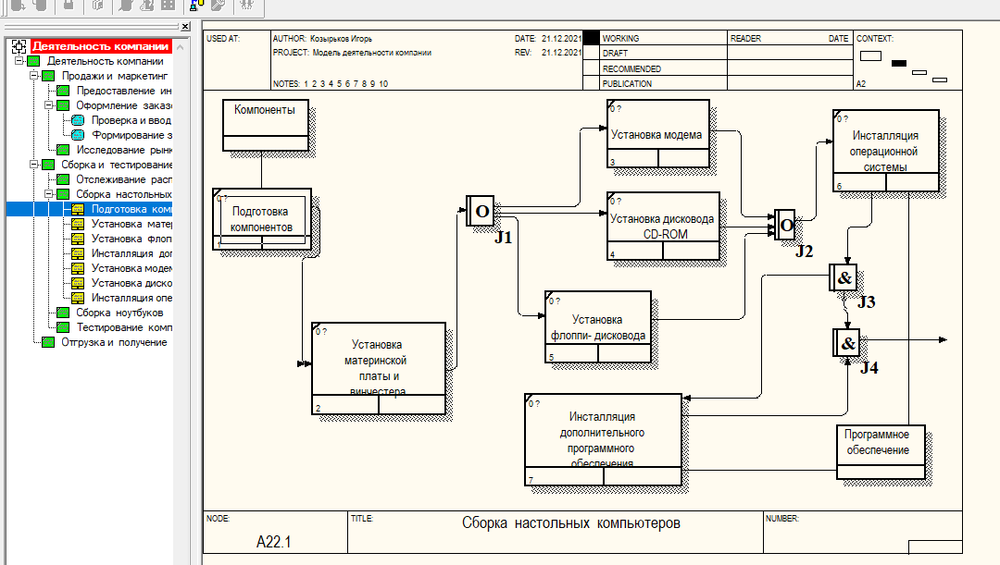 Деятельность компании
Деятельность компании
Продажи и маркетинг
Предоставление ин
Оформление заказо
Проверка и ввод
Формирование з
Исследование рынк
Сборка и тестирование
Отслеживание расп
Сборка настольных
Подготовка комп
Установка мате
Установка флоп
Инсталляция доп
Установка модем
Установка диско
Инсталляция опе
Сборка ноутбуков
Тестирование комп
Отгрузка и получение
USED AT:
AUTHOR: Козырьков Игорь
DATE: 21.12.2021
PROJECT: Модель деятельности компании
REV: 21.12.2021
NOTES: 1 2 3 4 5 6 7 8 9 10
WORKING
DRAFT
RECOMMENDED
PUBLICATION
READER
DATE
CONTEXT:
A2
Компоненты
0 ?
Подготовка
компонентов
1
0 ?
Установка
материнской
платы и
винчестера
2
O
J1
0 ?
Установка модема
3
0 ?
Установка дисковода
CD-ROM
4
0 ?
Установка
флоппи- дисковода
5
O
J2
0 ?
Инсталляция
операционной
системы
6
&
J3
&
J4
0 ?
Инсталляция
дополнительного
программного
обеспечения
7
Программное
обеспечение
NODE:
A22.1
TITLE:
Сборка настольных компьютеров
NUMBER: